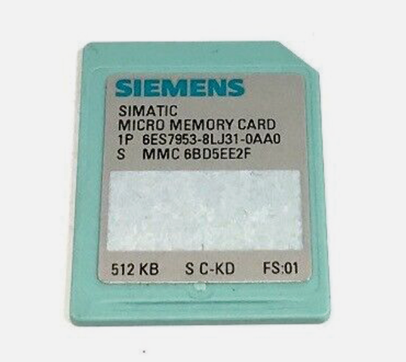 SIEMENS
SIMATIC
MICRO MEMORY CARD
1P 6ES7953-8LJ31-0AA0
S MMC 6BD5EE2F
512 KB S C-KD FS:01